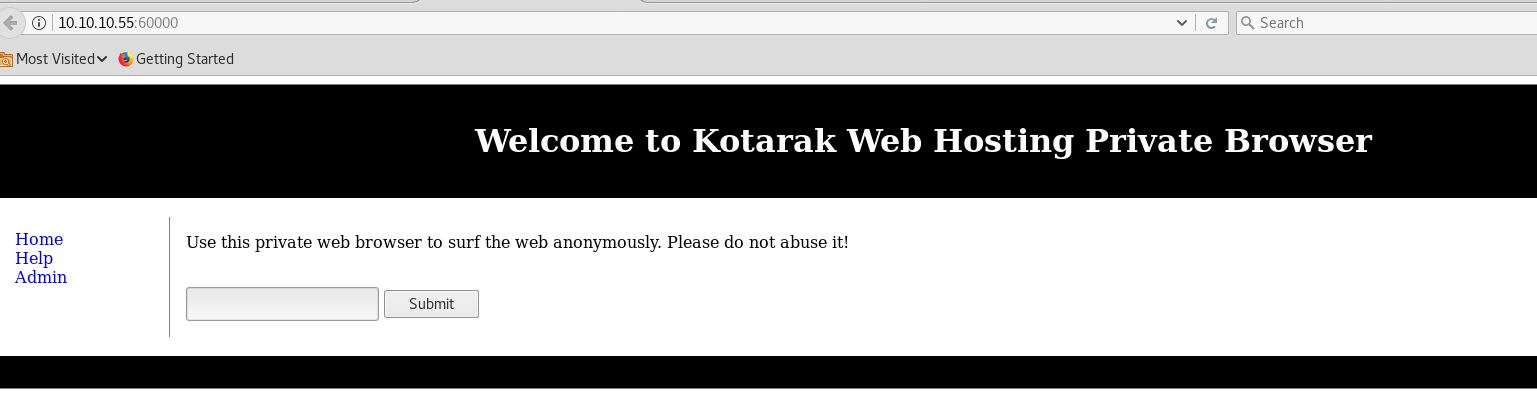 10.10.10.55:60000
Search
Most Visited
Getting Started
Welcome to Kotarak Web Hosting Private Browser
Home
Help
Admin
Use this private web browser to surf the web anonymously. Please do not abuse it!
Submit